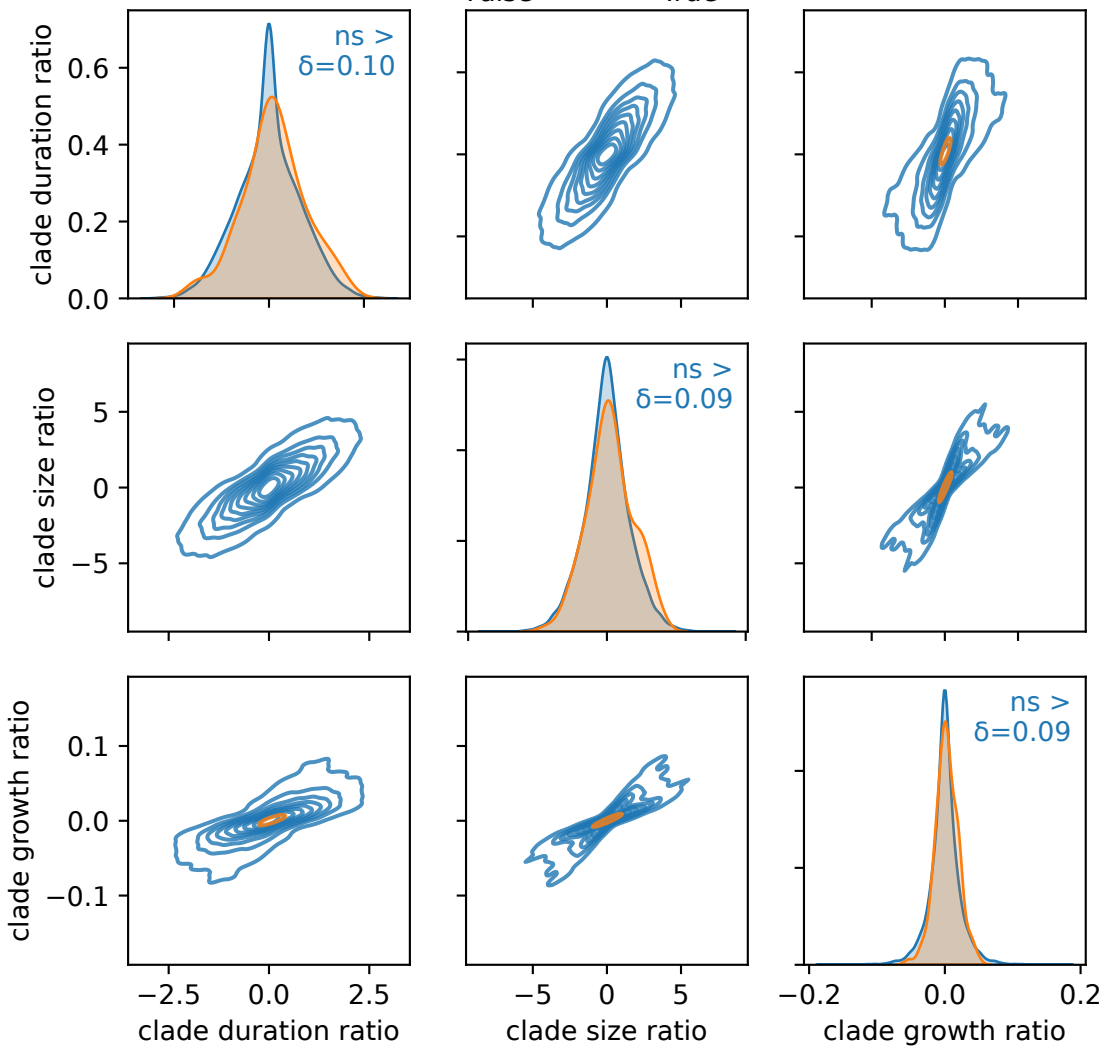 clade duration ratio
0.6
0.4
0.2
0.0
ns >
δ=0.10
clade size ratio
5
0
−5
ns >
δ=0.09
clade growth ratio
0.1
0.0
−0.1
ns >
δ=0.09
−2.5 0.0 2.5
−5 0 5
−0.2 0.0 0.2
clade duration ratio
clade size ratio
clade growth ratio